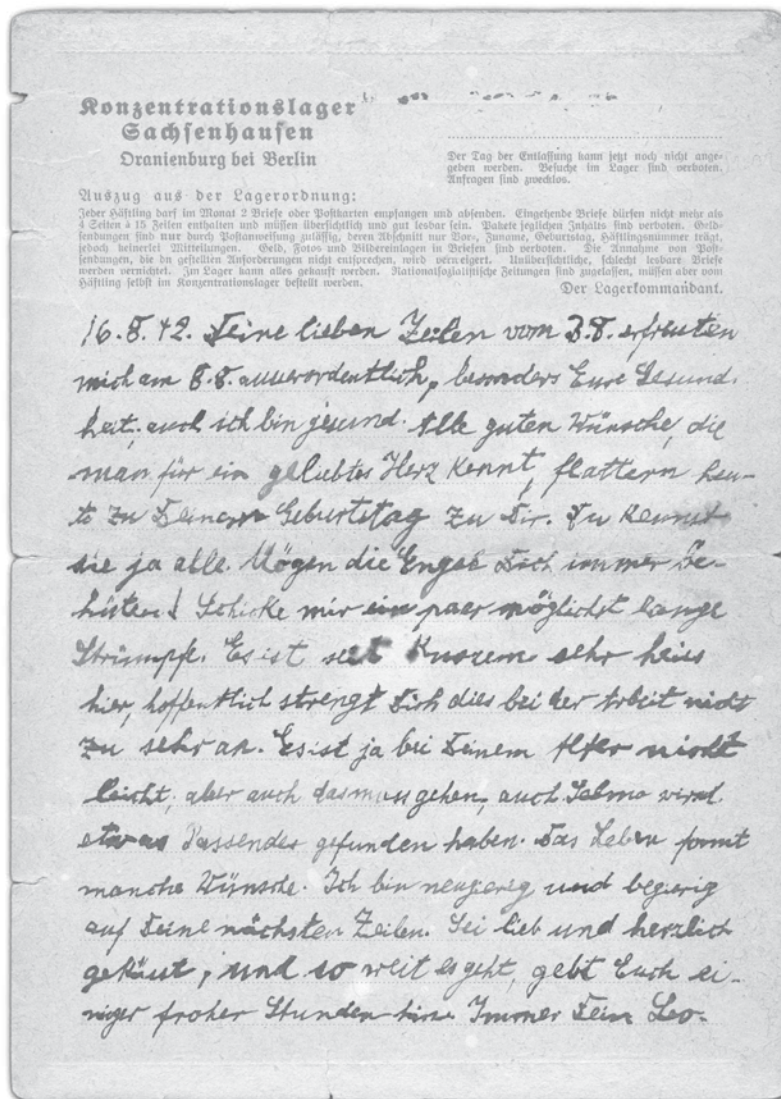 Konzentrationslager
Sachsenhausen
Oranienburg bei Berlin
Der Tag der Entlassung kann jetzt noch nicht ange-
geben werden. Besuche im Lager sind verboten.
Anfragen sind zwecklos.
Auszug aus der Lagerordnung:
Jeder Häftling darf im Monat 2 Briefe oder Postkarten empfangen und absenden. Eingehende Briefe dürfen nicht mehr als
4 Seiten à 15 Zeilen enthalten und müssen übersichtlich und gut lesbar sein. Pakete jeglichen Inhalts sind verboten. Geld-
sendungen sind nur durch Postanweisung zulässig, deren Abschnitt nur Vor-, Zuname, Geburtstag, Häftlingsnummer trägt,
jedoch keinerlei Mitteilungen. Geld, Fotos und Bildereinlagen in Briefen sind verboten. Die Annahme von Post-
sendungen, die den gestellten Anforderungen nicht entsprechen, wird verweigert. Unübersichtliche, schlecht lesbare Briefe
werden vernichtet. Im Lager kann alles gekauft werden. Nationalsozialistische Zeitungen sind zugelassen, müssen aber vom
Häftling selbst im Konzentrationslager bestellt werden.
Der Lagerkommandant.
16.8.42. Deine lieben Zeilen vom 3.8. erfreuten
mich am 8.8. ausserordentlich, besonders Eure Gesund-
heit, auch ich bin gesund. Alle guten Wünsche, die
man für ein geliebtes Herz kennt, flattern heu-
te zu Deinem Geburtstag zu Dir. Du kennst
sie ja alle. Mögen die Engel Dich immer be-
hüten! Schicke mir ein paar möglichst lange
Strümpfe. Es ist seit Kurzem sehr heiss
hier, hoffentlich strengt Dich dies bei der Arbeit nicht
zu sehr an. Es ist ja bei Deinem Alter nicht
leicht, aber auch das muss gehen, auch Selma wird
etwas Passendes gefunden haben. Das Leben formt
manche Wünsche. Ich bin neugierig und begierig
auf Deine nächsten Zeilen. Sei lieb und herzlich
geküsst, und so weit es geht, gebt Euch ei-
niger froher Stunden hin. Immer Dein Leo.